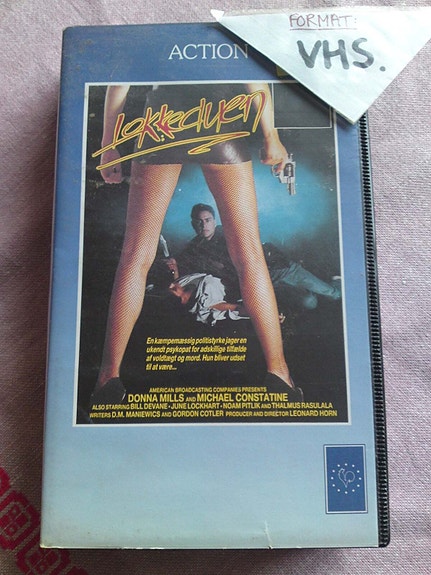 FORMAT:
VHS.
ACTION
Lokkeduen
En kæmpemæssig politistyrke jager en
ukendt psykopat for adskillige tilfælde
af voldtægt og mord. Hun bliver udset
til at være...
AMERICAN BROADCASTING COMPANIES PRESENTS
DONNA MILLS AND MICHAEL CONSTATINE
ALSO STARRING BILL DEVANE · JUNE LOCKHART · NOAM PITLIK AND THALMUS RASULALA
WRITERS D.M. MANIEWICS AND GORDON COTLER PRODUCER AND DIRECTOR LEONARD HORN